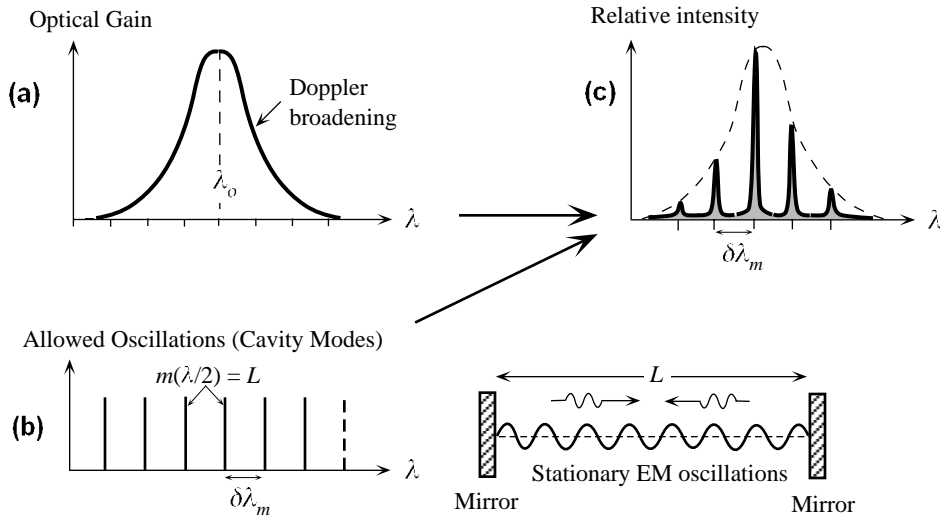 Optical Gain
(a)
Doppler
broadening
λo
λ
Relative intensity
(c)
λ
δλm
Allowed Oscillations (Cavity Modes)
m(λ/2) = L
(b)
λ
δλm
L
Stationary EM oscillations
Mirror
Mirror